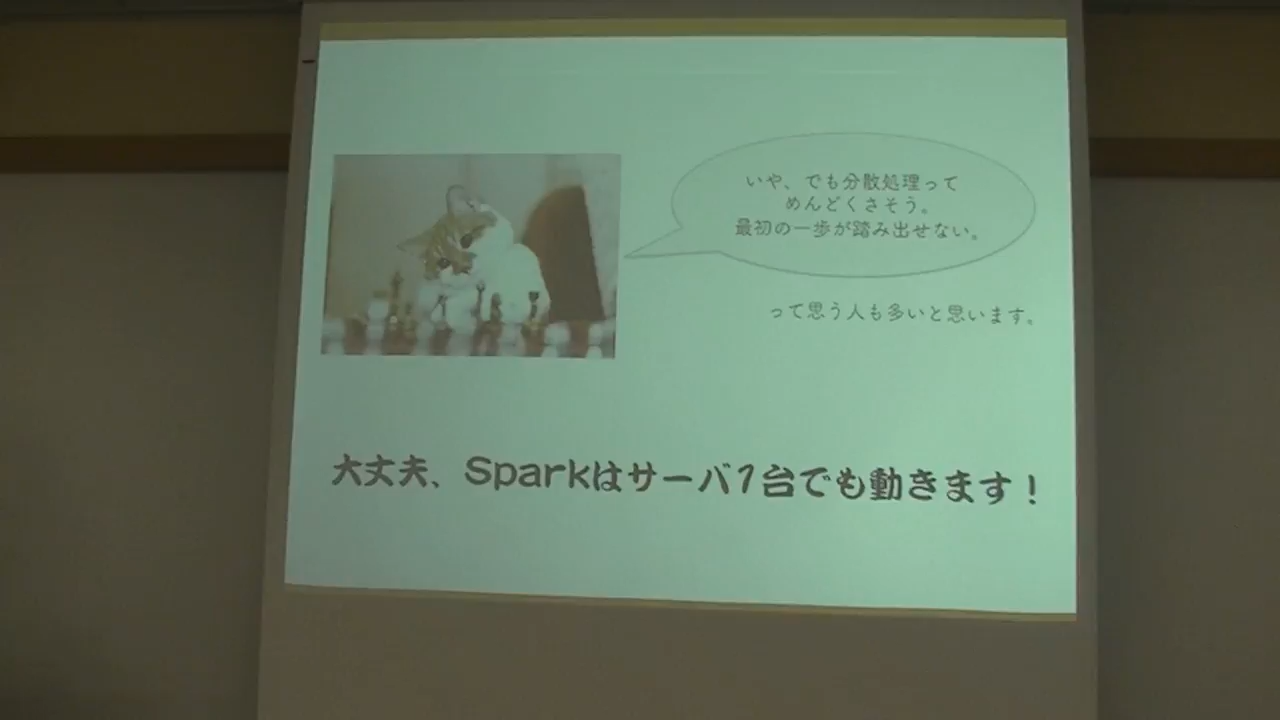 いや、でも分散処理って
めんどくさそう。
最初の一歩が踏み出せない。
って思う人も多いと思います。
大丈夫、Sparkはサーバ1台でも動きます！